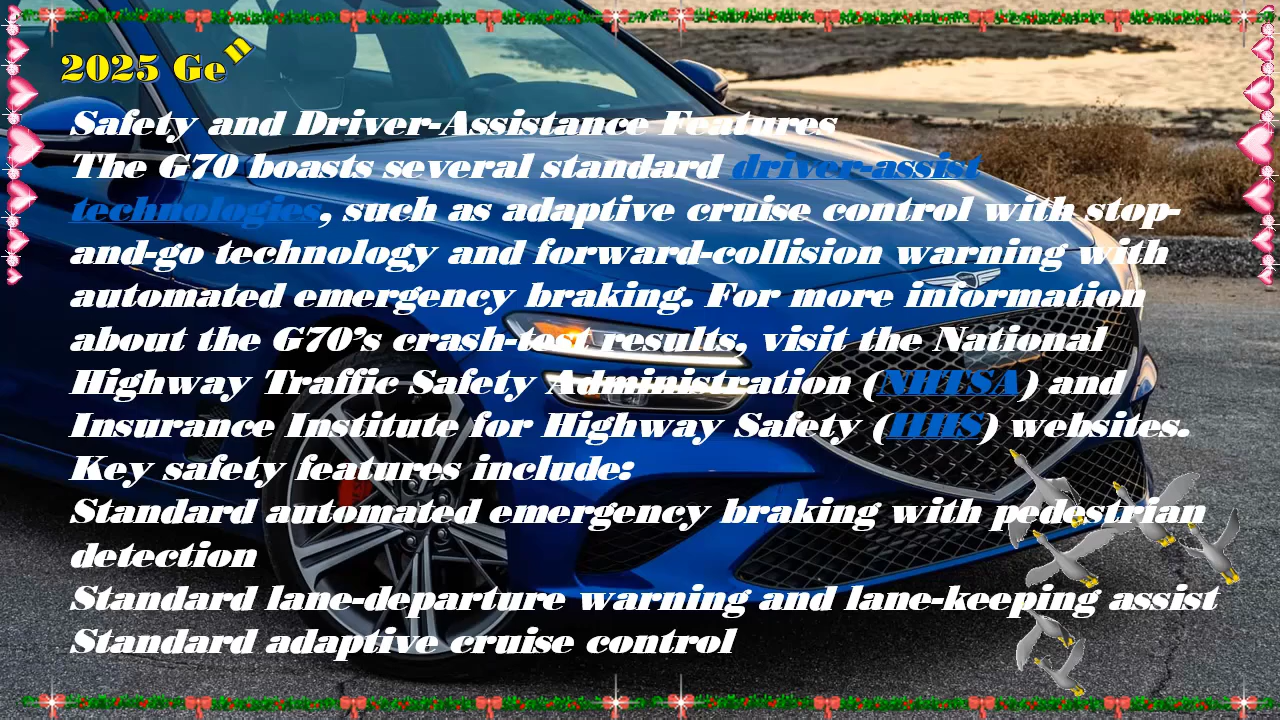 2025 Gen
Safety and Driver-Assistance Features
The G70 boasts several standard driver-assist
technologies, such as adaptive cruise control with stop-
and-go technology and forward-collision warning with
automated emergency braking. For more information
about the G70’s crash-test results, visit the National
Highway Traffic Safety Administration (NHTSA) and
Insurance Institute for Highway Safety (IIHS) websites.
Key safety features include:
Standard automated emergency braking with pedestrian
detection
Standard lane-departure warning and lane-keeping assist
Standard adaptive cruise control